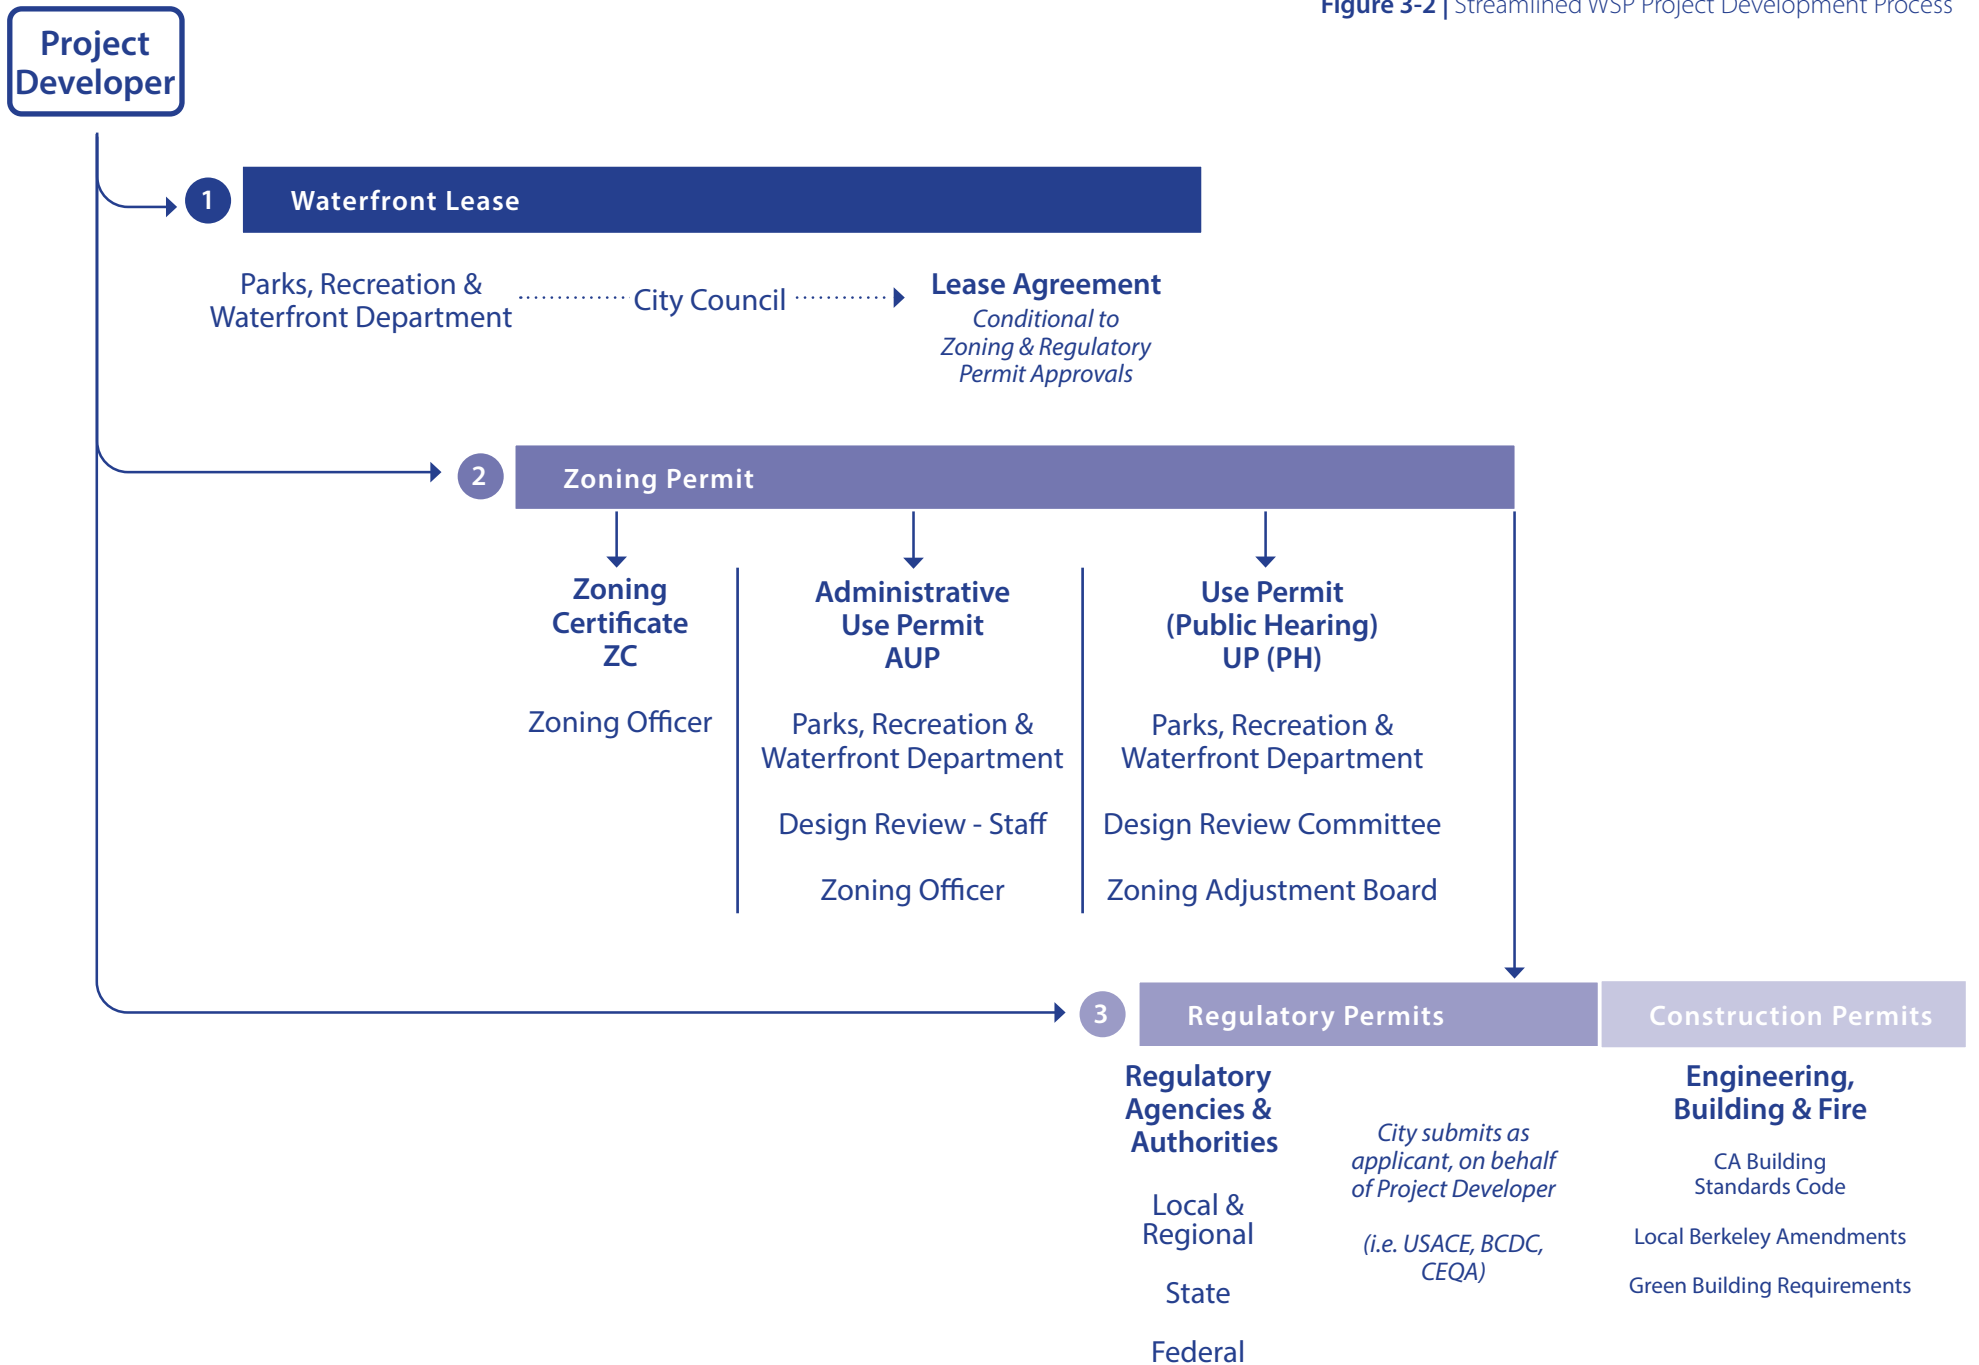 Figure 3-2 | Streamlined WSP Project Development Process
Project
Developer
1
Waterfront Lease
Parks, Recreation &
Waterfront Department
City Council
Lease Agreement
Conditional to
Zoning & Regulatory
Permit Approvals
2
Zoning Permit
Zoning
Certificate
ZC
Zoning Officer
Administrative
Use Permit
AUP
Parks, Recreation &
Waterfront Department
Design Review - Staff
Zoning Officer
Use Permit
(Public Hearing)
UP (PH)
Parks, Recreation &
Waterfront Department
Design Review Committee
Zoning Adjustment Board
3
Regulatory Permits
Construction Permits
Regulatory
Agencies &
Authorities
Local &
Regional
State
Federal
City submits as
applicant, on behalf
of Project Developer
(i.e. USACE, BCDC,
CEQA)
Engineering,
Building & Fire
CA Building
Standards Code
Local Berkeley Amendments
Green Building Requirements